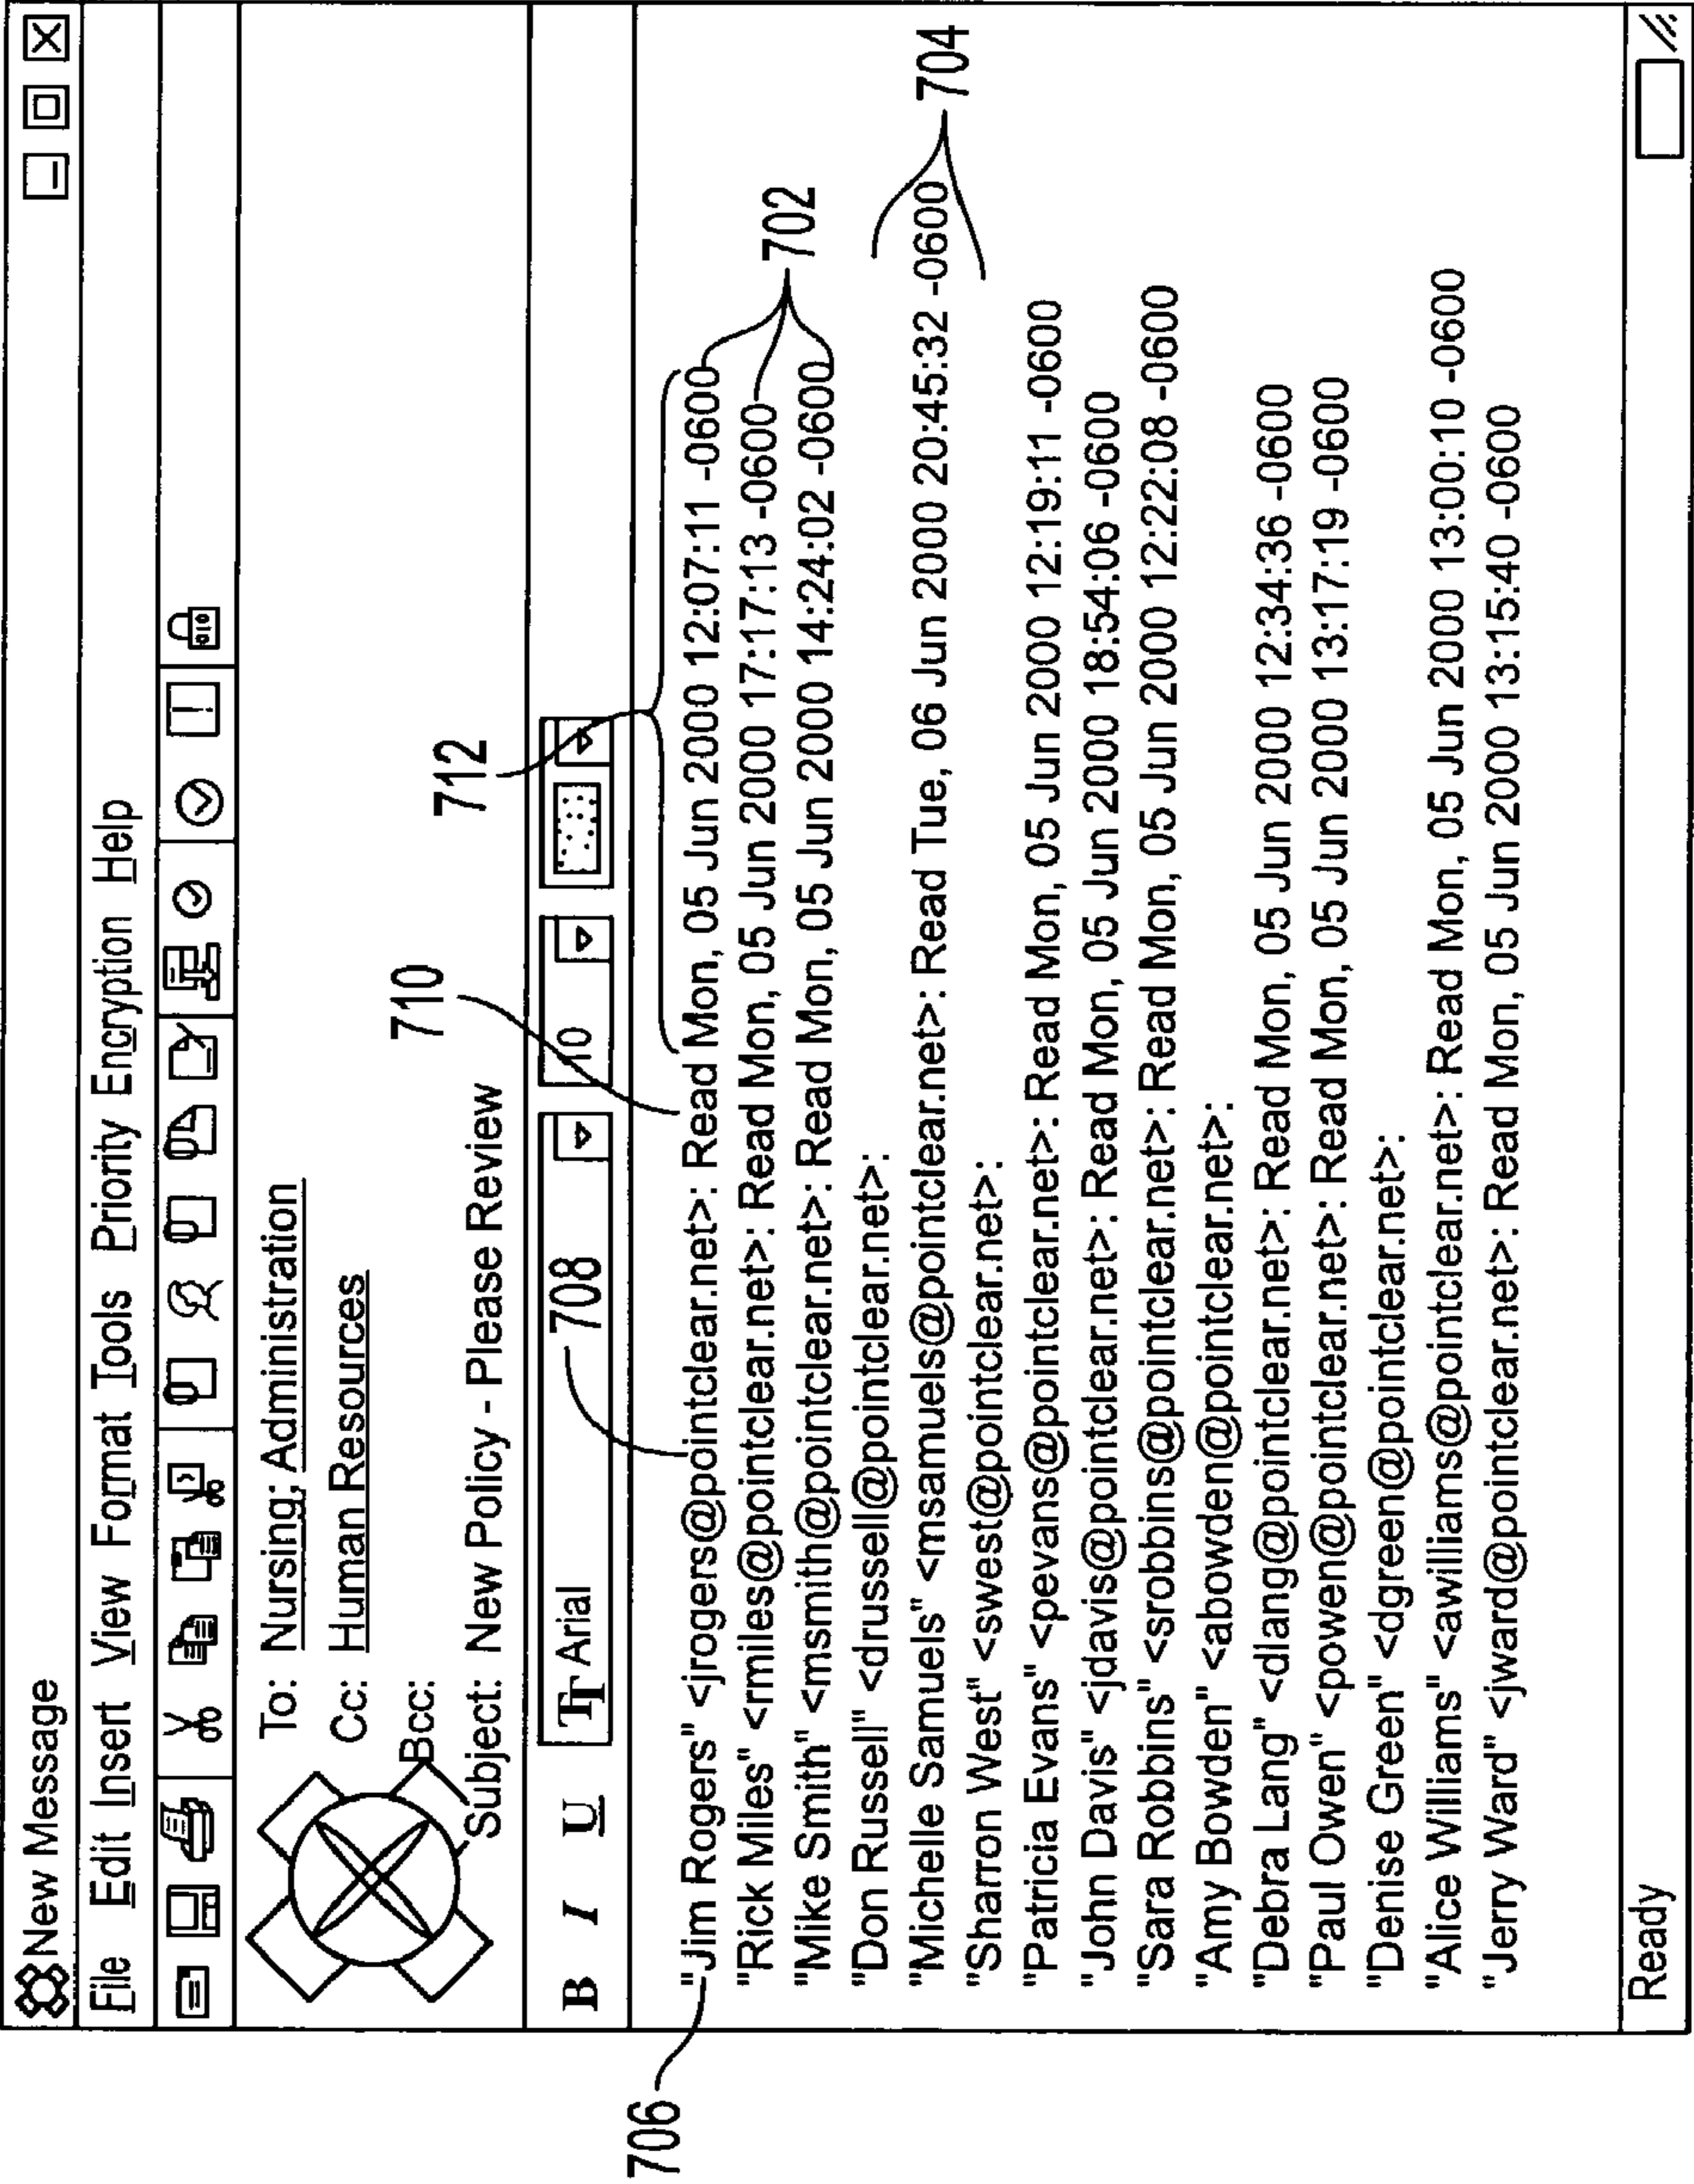 New Message
File Edit Insert View Format Tools Priority Encryption Help
To: Nursing; Administration
Cc: Human Resources
Bcc:
Subject: New Policy - Please Review
710
712
B I U TT Arial 10
706
708
702
704
"Jim Rogers" <jrogers@pointclear.net>: Read Mon, 05 Jun 2000 12:07:11 -0600
"Rick Miles" <rmiles@pointclear.net>: Read Mon, 05 Jun 2000 17:17:13 -0600
"Mike Smith" <msmith@pointclear.net>: Read Mon, 05 Jun 2000 14:24:02 -0600
"Don Russell" <drussell@pointclear.net>:
"Michelle Samuels" <msamuels@pointclear.net>: Read Tue, 06 Jun 2000 20:45:32 -0600
"Sharron West" <swest@pointclear.net>:
"Patricia Evans" <pevans@pointclear.net>: Read Mon, 05 Jun 2000 12:19:11 -0600
"John Davis" <jdavis@pointclear.net>: Read Mon, 05 Jun 2000 18:54:06 -0600
"Sara Robbins" <srobbins@pointclear.net>: Read Mon, 05 Jun 2000 12:22:08 -0600
"Amy Bowden" <abowden@pointclear.net>:
"Debra Lang" <dlang@pointclear.net>: Read Mon, 05 Jun 2000 12:34:36 -0600
"Paul Owen" <powen@pointclear.net>: Read Mon, 05 Jun 2000 13:17:19 -0600
"Denise Green" <dgreen@pointclear.net>:
"Alice Williams" <awilliams@pointclear.net>: Read Mon, 05 Jun 2000 13:00:10 -0600
"Jerry Ward" <jward@pointclear.net>: Read Mon, 05 Jun 2000 13:15:40 -0600
Ready